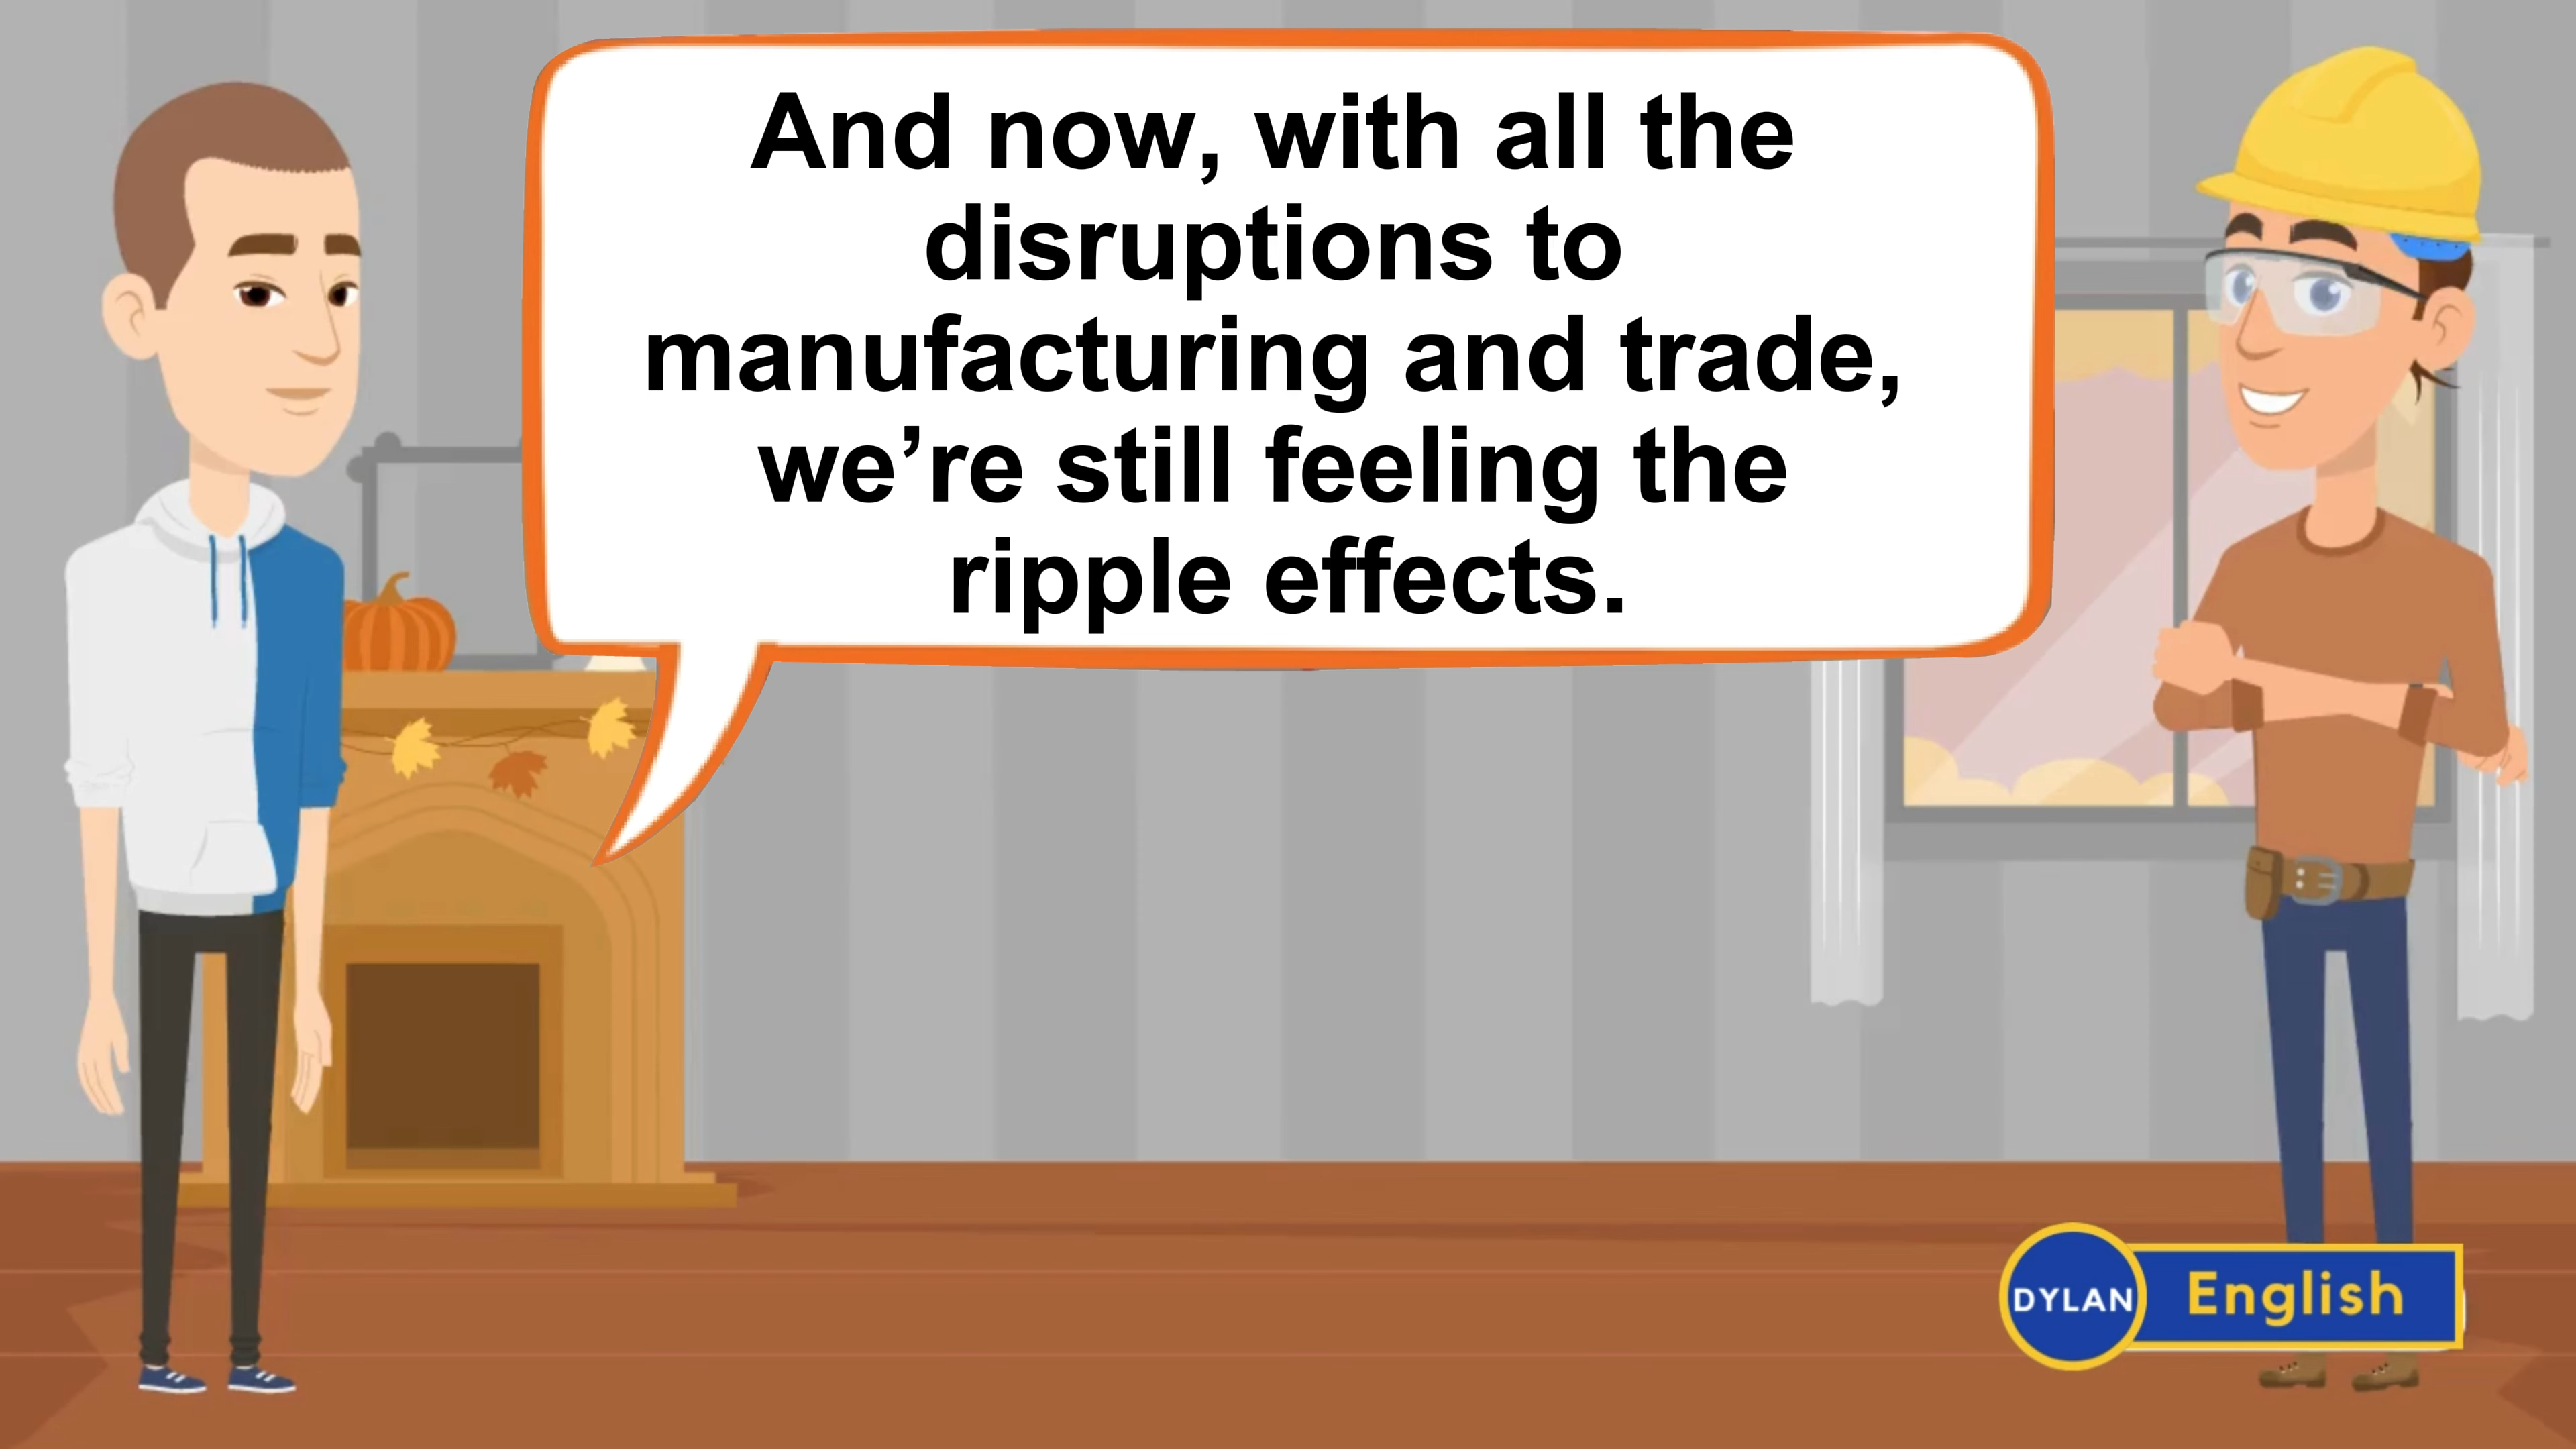 And now, with all the
disruptions to
manufacturing and trade,
we’re still feeling the
ripple effects.
DYLAN English